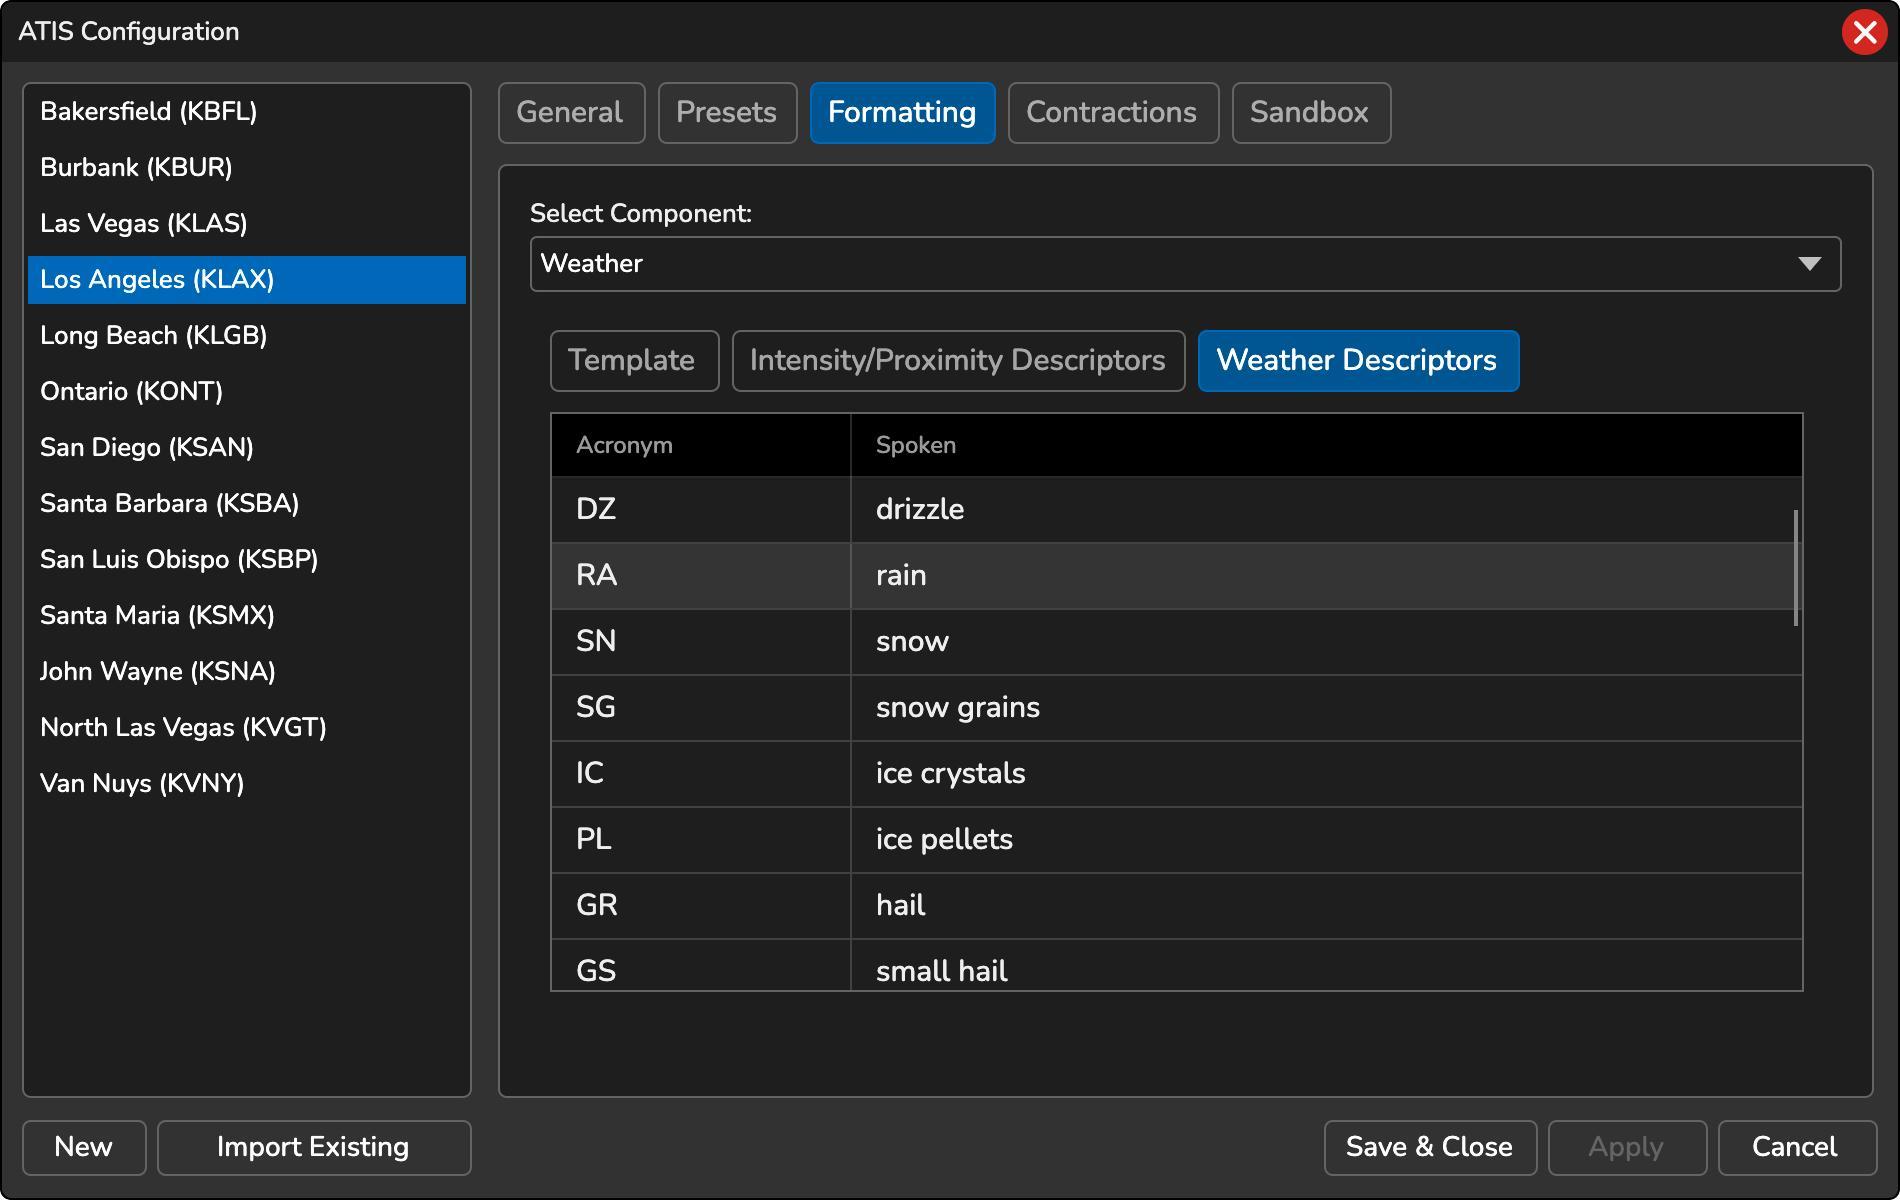 ATIS Configuration
Bakersfield (KBFL)
Burbank (KBUR)
Las Vegas (KLAS)
Los Angeles (KLAX)
Long Beach (KLGB)
Ontario (KONT)
San Diego (KSAN)
Santa Barbara (KSBA)
San Luis Obispo (KSBP)
Santa Maria (KSMX)
John Wayne (KSNA)
North Las Vegas (KVGT)
Van Nuys (KVNY)
New Import Existing
General Presets Formatting Contractions Sandbox
Select Component:
Weather
Template Intensity/Proximity Descriptors Weather Descriptors
Acronym Spoken
DZ drizzle
RA rain
SN snow
SG snow grains
IC ice crystals
PL ice pellets
GR hail
GS small hail
Save & Close Apply Cancel